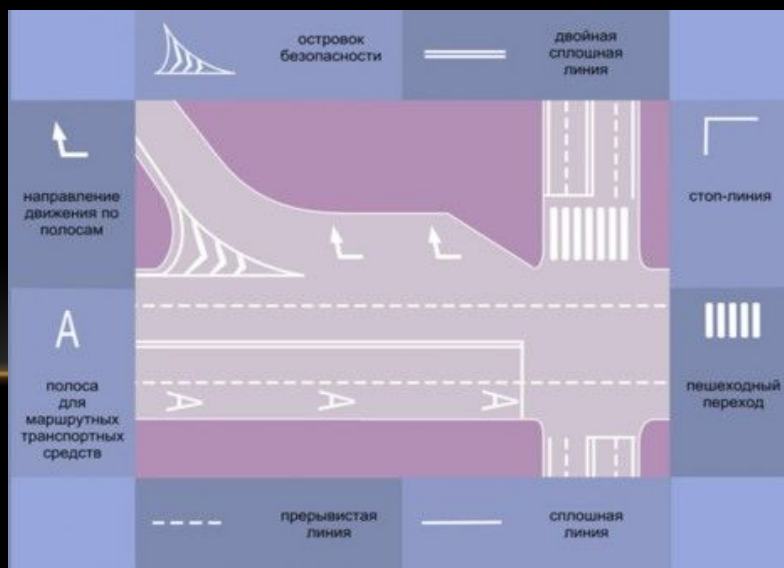 островок
безопасности
двойная
сплошная
линия
направление
движения по
полосам
стоп-линия
А
полоса
для
маршрутных
транспортных
средств
А
А
А
пешеходный
переход
прерывистая
линия
сплошная
линия